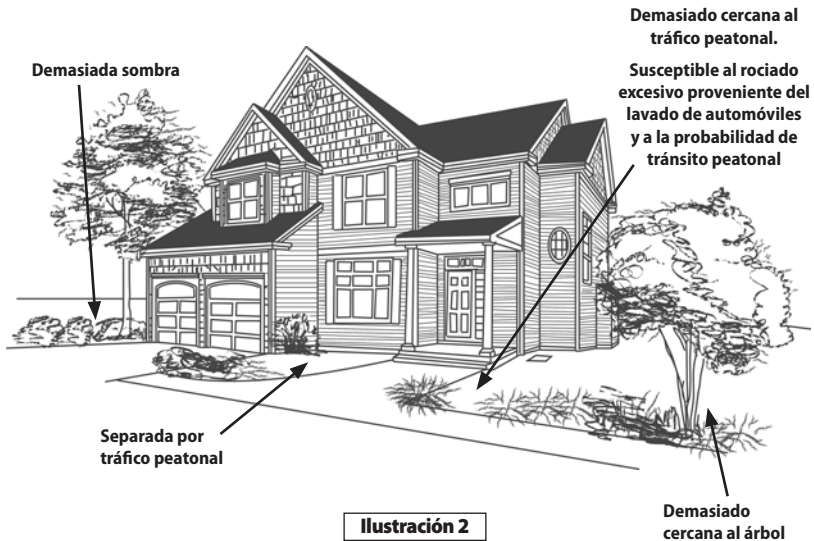 Demasiado cercana al
tráfico peatonal.
Susceptible al rociado
excesivo proveniente del
lavado de automóviles
y a la probabilidad de
tránsito peatonal
Demasiada sombra
Separada por
tráfico peatonal
Demasiado
cercana al árbol
Ilustración 2